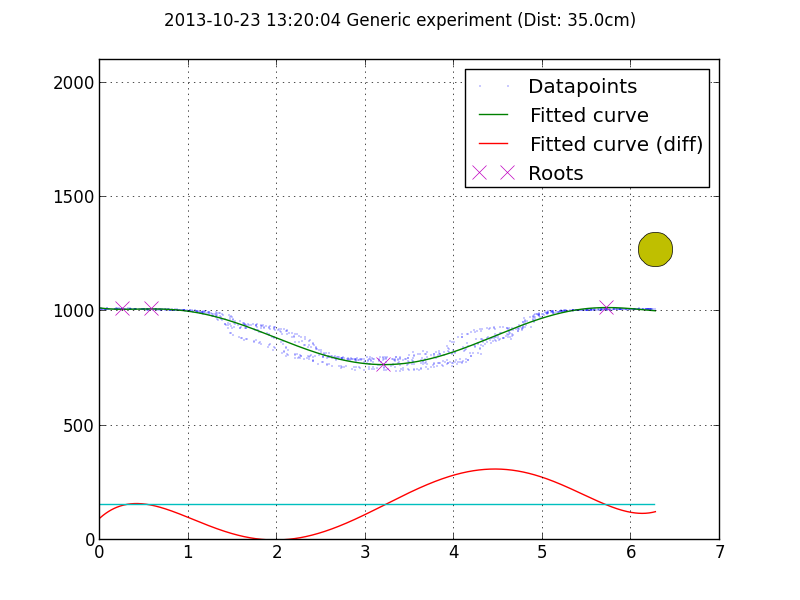 2013-10-23 13:20:04 Generic experiment (Dist: 35.0cm)
2000
1500
1000
500
0
0 1 2 3 4 5 6 7
Datapoints
Fitted curve
Fitted curve (diff)
Roots